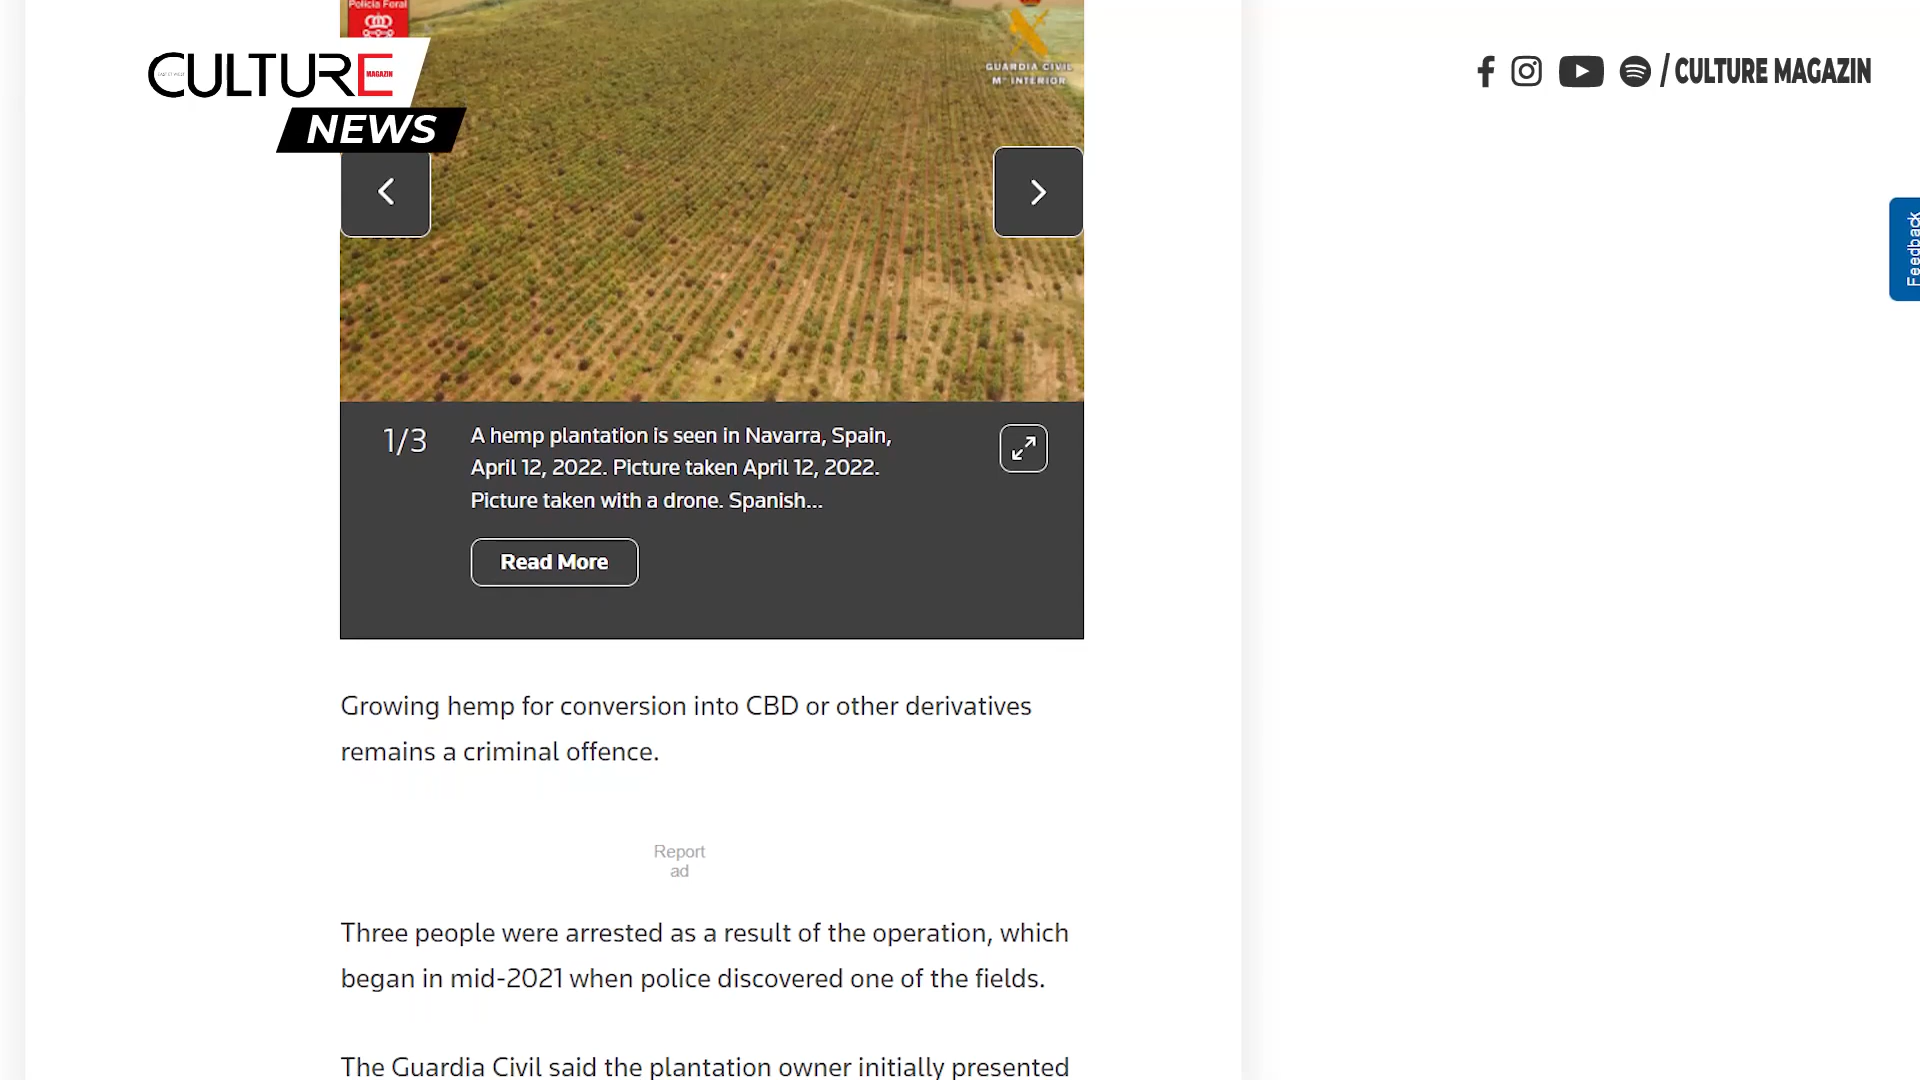 Policía Foral
CULTURE
MAGAZIN
NEWS
GUARDIA CIVIL
Mº INTERIOR
/ CULTURE MAGAZIN
Feedback
1/3
A hemp plantation is seen in Navarra, Spain,
April 12, 2022. Picture taken April 12, 2022.
Picture taken with a drone. Spanish...
Read More
Growing hemp for conversion into CBD or other derivatives
remains a criminal offence.
Report
ad
Three people were arrested as a result of the operation, which
began in mid-2021 when police discovered one of the fields.
The Guardia Civil said the plantation owner initially presented